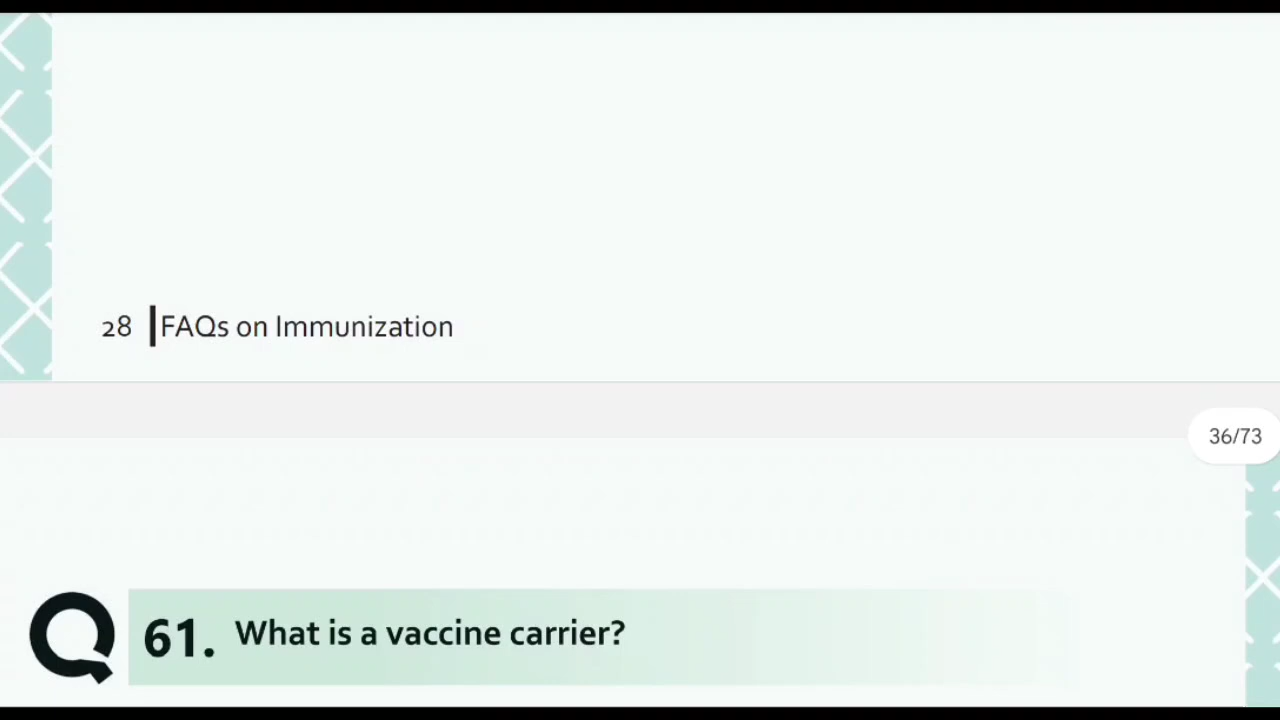 28 FAQs on Immunization
36/73
Q 61. What is a vaccine carrier?